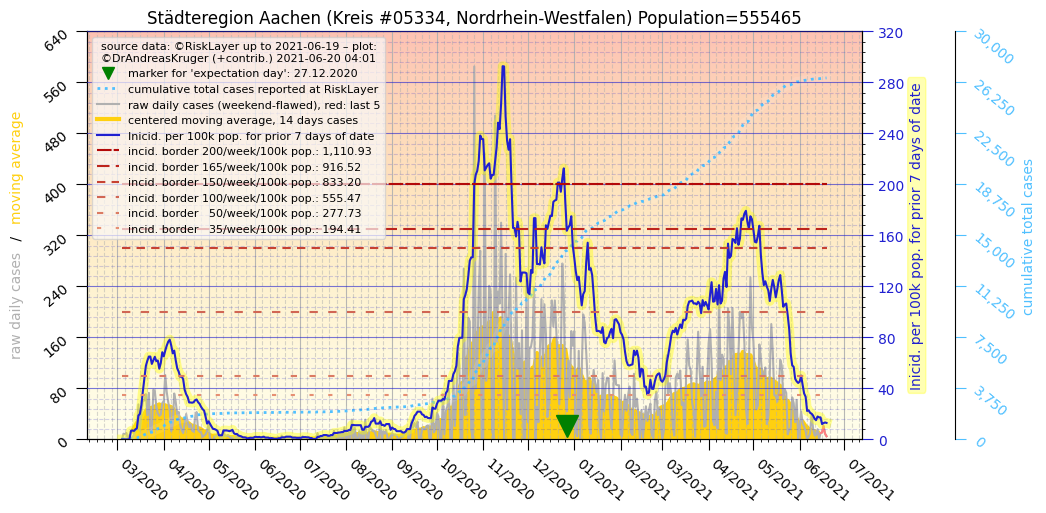 Städteregion Aachen (Kreis #05334, Nordrhein-Westfalen) Population=555465
source data: ©RiskLayer up to 2021-06-19 – plot:
©DrAndreasKruger (+contrib.) 2021-06-20 04:01
marker for 'expectation day': 27.12.2020
cumulative total cases reported at RiskLayer
raw daily cases (weekend-flawed), red: last 5
centered moving average, 14 days cases
Inicid. per 100k pop. for prior 7 days of date
incid. border 200/week/100k pop.: 1,110.93
incid. border 165/week/100k pop.: 916.52
incid. border 150/week/100k pop.: 833.20
incid. border 100/week/100k pop.: 555.47
incid. border   50/week/100k pop.: 277.73
incid. border   35/week/100k pop.: 194.41
raw daily cases / moving average
640
560
480
400
320
240
160
80
0
03/2020
04/2020
05/2020
06/2020
07/2020
08/2020
09/2020
10/2020
11/2020
12/2020
01/2021
02/2021
03/2021
04/2021
05/2021
06/2021
07/2021
320
280
240
200
160
120
80
40
0
Inicid. per 100k pop. for prior 7 days of date
30,000
26,250
22,500
18,750
15,000
11,250
7,500
3,750
0
cumulative total cases